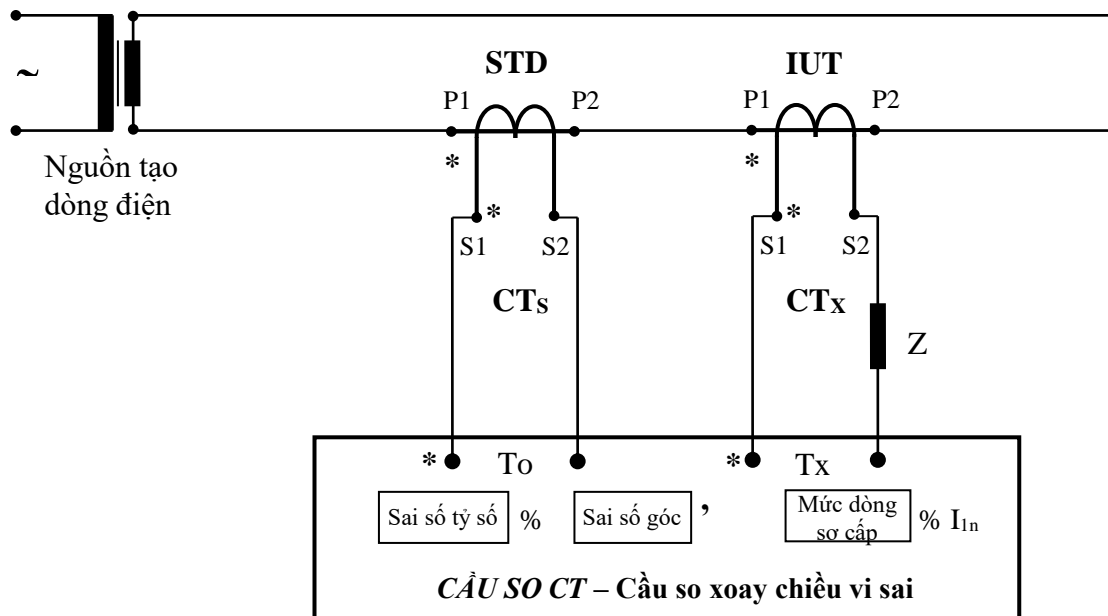 STD
IUT
P1
P2
P1
P2
~
*
*
Nguồn tạo
dòng điện
*
*
S1
S2
S1
S2
CTS
CTX
Z
*
To
*
Tx
Sai số tỷ số
%
Sai số góc
,
Mức dòng
sơ cấp
% I1n
CẦU SO CT – Cầu so xoay chiều vi sai